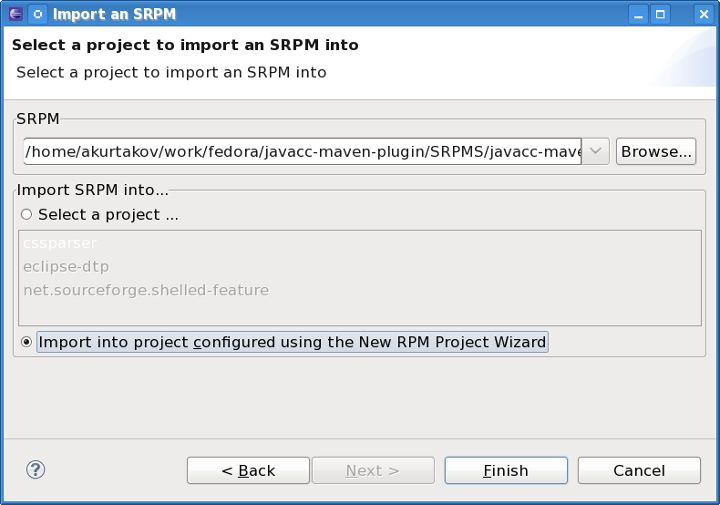 Import an SRPM
Select a project to import an SRPM into
Select a project to import an SRPM into
SRPM
/home/akurtakov/work/fedora/javacc-maven-plugin/SRPMS/javacc-mave
Browse...
Import SRPM into...
Select a project ...
cssparser
eclipse-dtp
net.sourceforge.shelled-feature
Import into project configured using the New RPM Project Wizard
?
< Back
Next >
Finish
Cancel